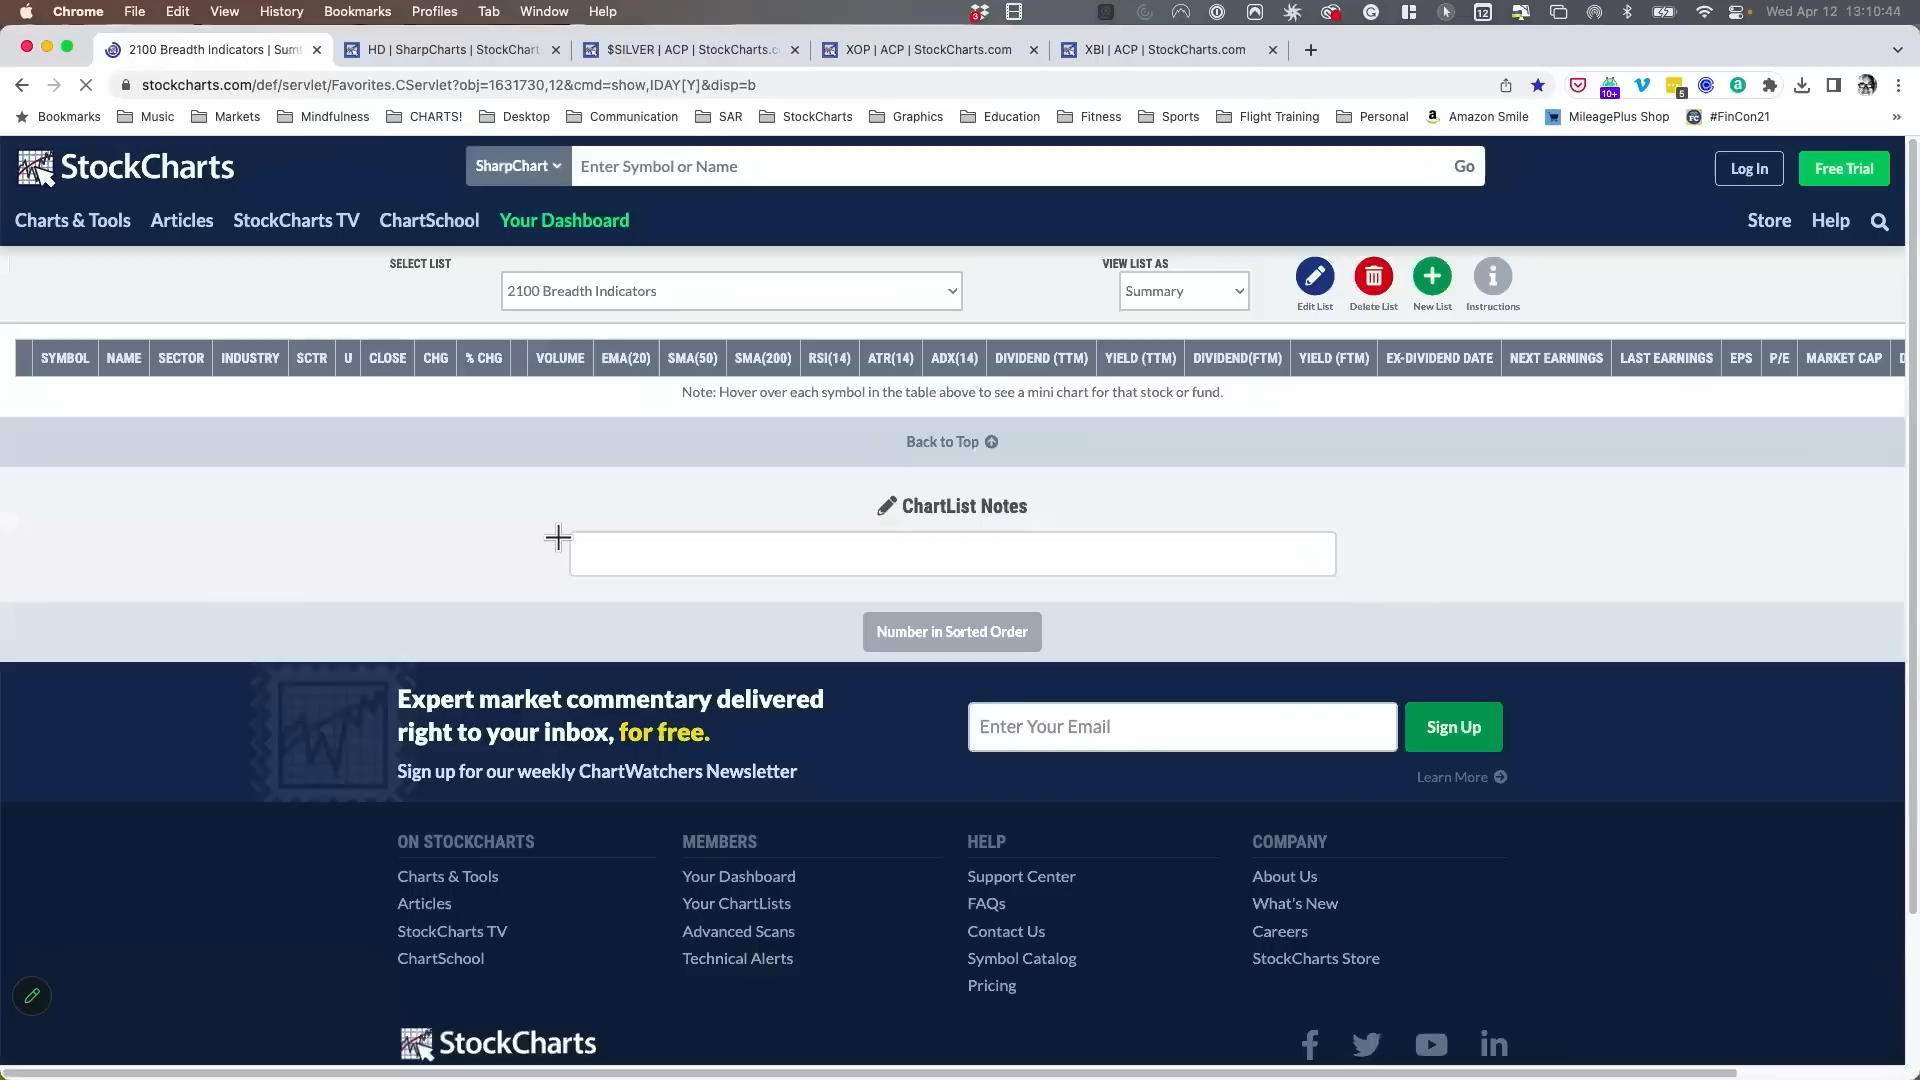 Chrome File Edit View History Bookmarks Profiles Tab Window Help 3 12 Wed Apr 12 13:10:44
2100 Breadth Indicators | Sum HD | SharpCharts | StockChart $SILVER | ACP | StockCharts.c XOP | ACP | StockCharts.com XBI | ACP | StockCharts.com
stockcharts.com/def/servlet/Favorites.CServlet?obj=1631730,12&cmd=show,IDAY[Y]&disp=b 10+ 5
Bookmarks Music Markets Mindfulness CHARTS! Desktop Communication SAR StockCharts Graphics Education Fitness Sports Flight Training Personal Amazon Smile MileagePlus Shop #FinCon21 »
StockCharts SharpChart Enter Symbol or Name Go Log In Free Trial
Charts & Tools Articles StockCharts TV ChartSchool Your Dashboard Store Help
SELECT LIST VIEW LIST AS
2100 Breadth Indicators Summary
Edit List Delete List New List Instructions
SYMBOL NAME SECTOR INDUSTRY SCTR U CLOSE CHG % CHG VOLUME EMA(20) SMA(50) SMA(200) RSI(14) ATR(14) ADX(14) DIVIDEND (TTM) YIELD (TTM) DIVIDEND(FTM) YIELD (FTM) EX-DIVIDEND DATE NEXT EARNINGS LAST EARNINGS EPS P/E MARKET CAP
Note: Hover over each symbol in the table above to see a mini chart for that stock or fund.
Back to Top
ChartList Notes
Number in Sorted Order
Expert market commentary delivered
right to your inbox, for free.
Sign up for our weekly ChartWatchers Newsletter
Enter Your Email Sign Up
Learn More
ON STOCKCHARTS MEMBERS HELP COMPANY
Charts & Tools Your Dashboard Support Center About Us
Articles Your ChartLists FAQs What's New
StockCharts TV Advanced Scans Contact Us Careers
ChartSchool Technical Alerts Symbol Catalog StockCharts Store
Pricing
StockCharts